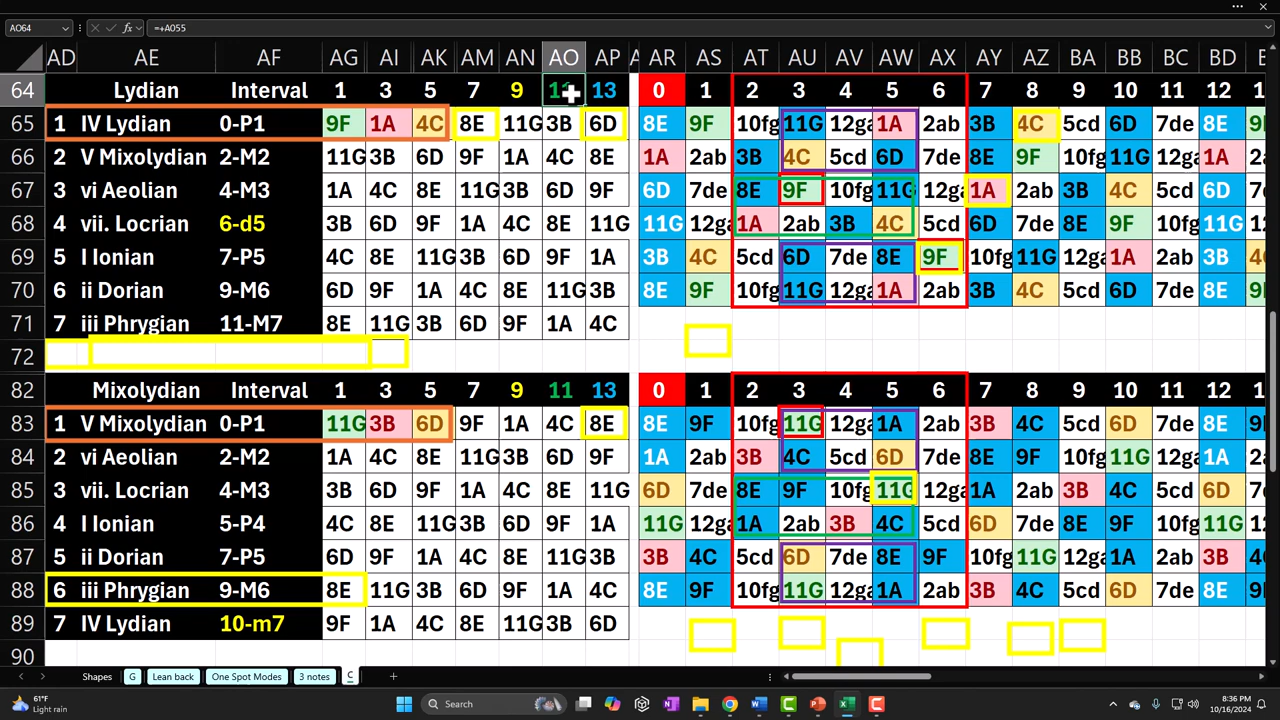 AO64 fx =+AO55
AD AE AF AG AI AK AM AN AO AP AR AS AT AU AV AW AX AY AZ BA BB BC BD
64 Lydian Interval 1 3 5 7 9 13 0 1 2 3 4 5 6 7 8 9 10 11 12
65 1 IV Lydian 0-P1 9F 1A 4C 8E 11G 3B 6D 8E 9F 10fg 11G 12ga 1A 2ab 3B 4C 5cd 6D 7de 8E
66 2 V Mixolydian 2-M2 11G 3B 6D 9F 1A 4C 8E 1A 2ab 3B 4C 5cd 6D 7de 8E 9F 10fg 11G 12ga 1A
67 3 vi Aeolian 4-M3 1A 4C 8E 11G 3B 6D 9F 6D 7de 8E 9F 10fg 11G 12ga 1A 2ab 3B 4C 5cd 6D
68 4 vii. Locrian 6-d5 3B 6D 9F 1A 4C 8E 11G 11G 12ga 1A 2ab 3B 4C 5cd 6D 7de 8E 9F 10fg 11G
69 5 I Ionian 7-P5 4C 8E 11G 3B 6D 9F 1A 3B 4C 5cd 6D 7de 8E 9F 10fg 11G 12ga 1A 2ab 3B
70 6 ii Dorian 9-M6 6D 9F 1A 4C 8E 11G 3B 8E 9F 10fg 11G 12ga 1A 2ab 3B 4C 5cd 6D 7de 8E
71 7 iii Phrygian 11-M7 8E 11G 3B 6D 9F 1A 4C
72
82 Mixolydian Interval 1 3 5 7 9 11 13 0 1 2 3 4 5 6 7 8 9 10 11 12
83 1 V Mixolydian 0-P1 11G 3B 6D 9F 1A 4C 8E 8E 9F 10fg 11G 12ga 1A 2ab 3B 4C 5cd 6D 7de 8E
84 2 vi Aeolian 2-M2 1A 4C 8E 11G 3B 6D 9F 1A 2ab 3B 4C 5cd 6D 7de 8E 9F 10fg 11G 12ga 1A
85 3 vii. Locrian 4-M3 3B 6D 9F 1A 4C 8E 11G 6D 7de 8E 9F 10fg 11G 12ga 1A 2ab 3B 4C 5cd 6D
86 4 I Ionian 5-P4 4C 8E 11G 3B 6D 9F 1A 11G 12ga 1A 2ab 3B 4C 5cd 6D 7de 8E 9F 10fg 11G
87 5 ii Dorian 7-P5 6D 9F 1A 4C 8E 11G 3B 3B 4C 5cd 6D 7de 8E 9F 10fg 11G 12ga 1A 2ab 3B
88 6 iii Phrygian 9-M6 8E 11G 3B 6D 9F 1A 4C 8E 9F 10fg 11G 12ga 1A 2ab 3B 4C 5cd 6D 7de 8E
89 7 IV Lydian 10-m7 9F 1A 4C 8E 11G 3B 6D
90
Shapes G Lean back One Spot Modes 3 notes C
61°F
Light rain
Search
8:36 PM
10/16/2024